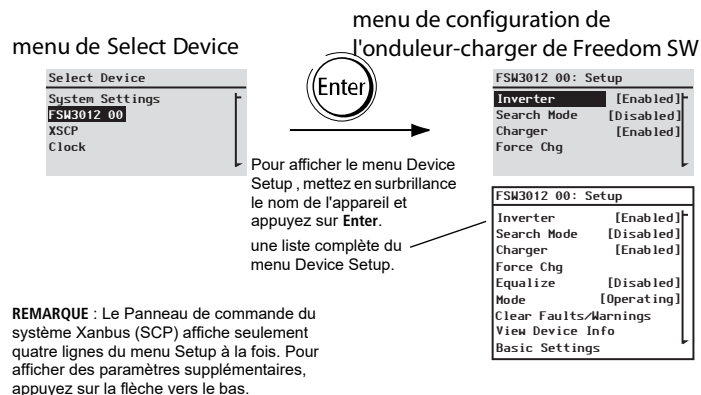 menu de Select Device
Select Device
System Settings
FSW3012 00
XSCP
Clock
Enter
menu de configuration de
l'onduleur-charger de Freedom SW
FSW3012 00: Setup
Inverter [Enabled]
Search Mode [Disabled]
Charger [Enabled]
Force Chg
Pour afficher le menu Device
Setup , mettez en surbrillance
le nom de l'appareil et
appuyez sur Enter.
une liste complète du
menu Device Setup.
FSW3012 00: Setup
Inverter [Enabled]
Search Mode [Disabled]
Charger [Enabled]
Force Chg
Equalize [Disabled]
Mode [Operating]
Clear Faults/Warnings
View Device Info
Basic Settings
REMARQUE : Le Panneau de commande du
système Xanbus (SCP) affiche seulement
quatre lignes du menu Setup à la fois. Pour
afficher des paramètres supplémentaires,
appuyez sur la flèche vers le bas.